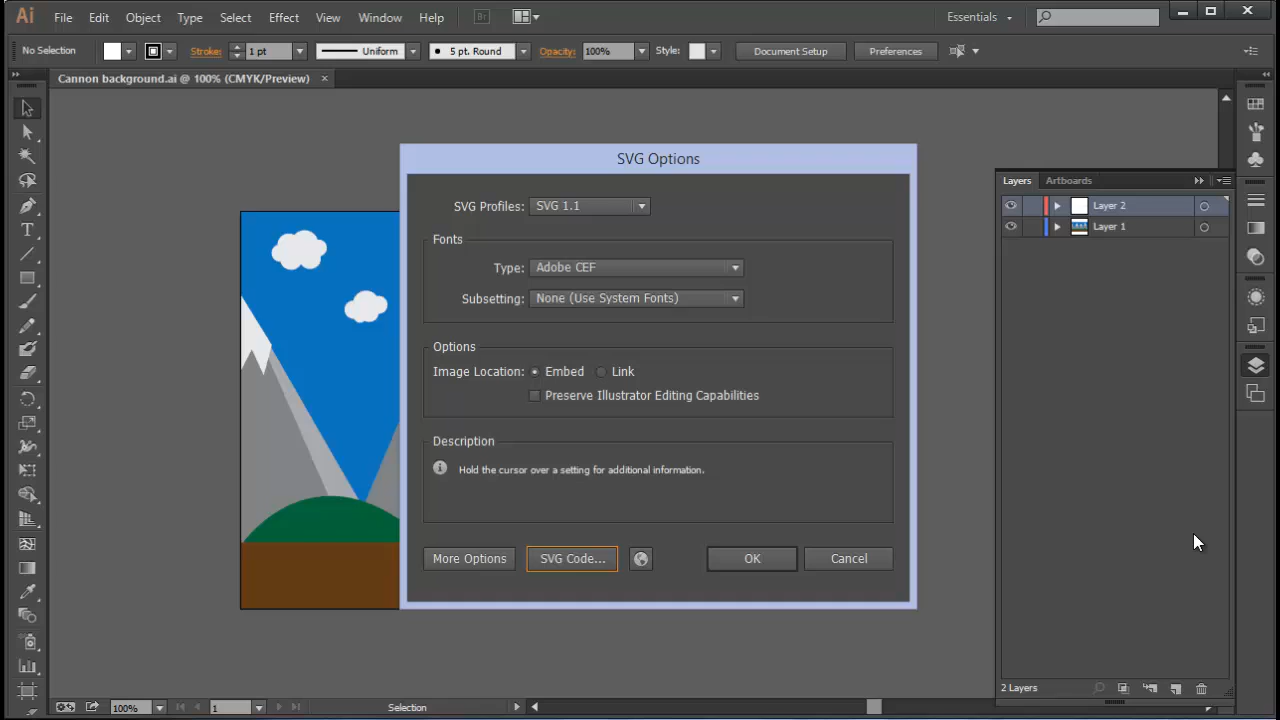 Ai File Edit Object Type Select Effect View Window Help Br Essentials
No Selection Stroke: 1 pt Uniform 5 pt. Round Opacity: 100% Style: Document Setup Preferences
Cannon background.ai @ 100% (CMYK/Preview) ×
SVG Options
SVG Profiles: SVG 1.1
Fonts
Type: Adobe CEF
Subsetting: None (Use System Fonts)
Options
Image Location: Embed Link
Preserve Illustrator Editing Capabilities
Description
Hold the cursor over a setting for additional information.
More Options SVG Code... OK Cancel
Layers Artboards
Layer 2
Layer 1
2 Layers
100% 1 Selection